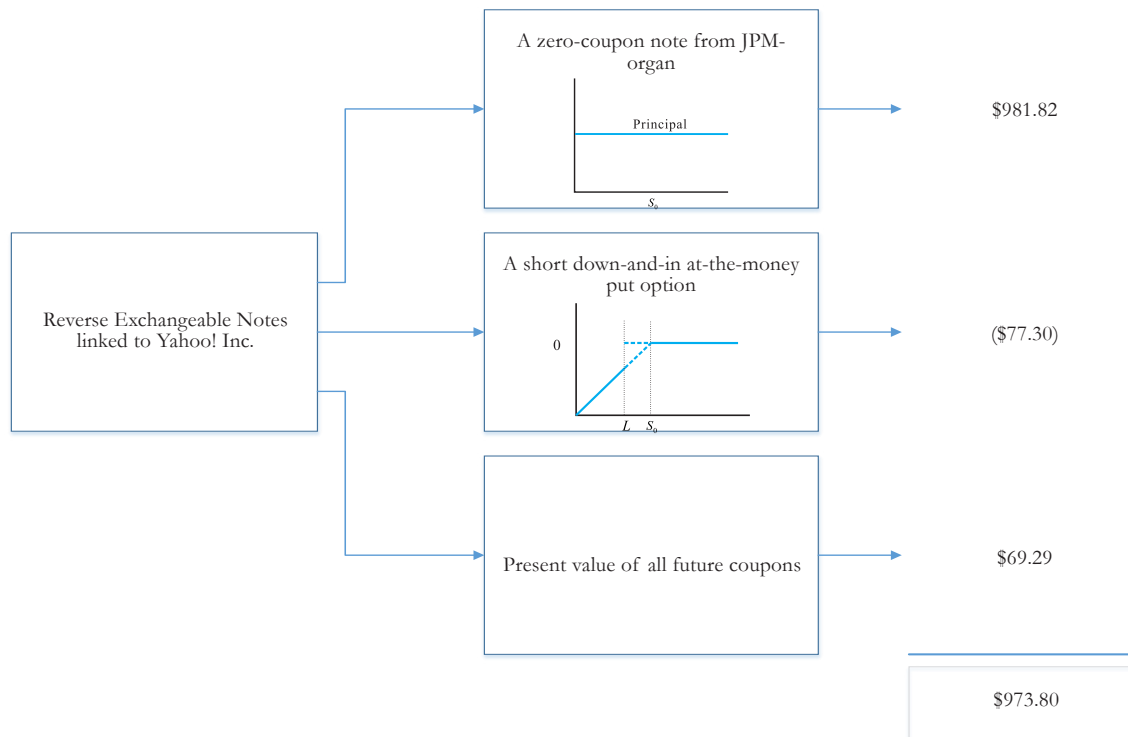 A zero-coupon note from JPM-
organ
Principal
S₀
$981.82
Reverse Exchangeable Notes
linked to Yahoo! Inc.
A short down-and-in at-the-money
put option
0
L S₀
($77.30)
Present value of all future coupons
$69.29
$973.80